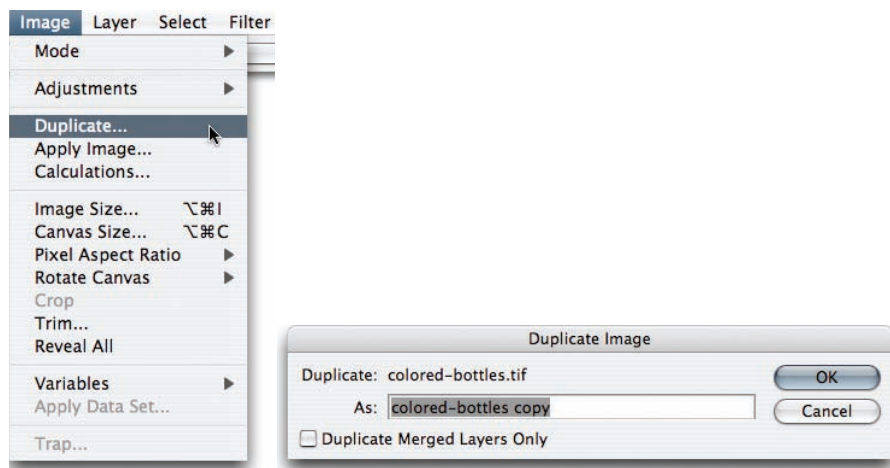 Image Layer Select Filter
Mode
Adjustments
Duplicate...
Apply Image...
Calculations...
Image Size... ⌥⌘I
Canvas Size... ⌥⌘C
Pixel Aspect Ratio
Rotate Canvas
Crop
Trim...
Reveal All
Variables
Apply Data Set...
Trap...
Duplicate Image
Duplicate: colored-bottles.tif
As: colored-bottles copy
Duplicate Merged Layers Only
OK
Cancel